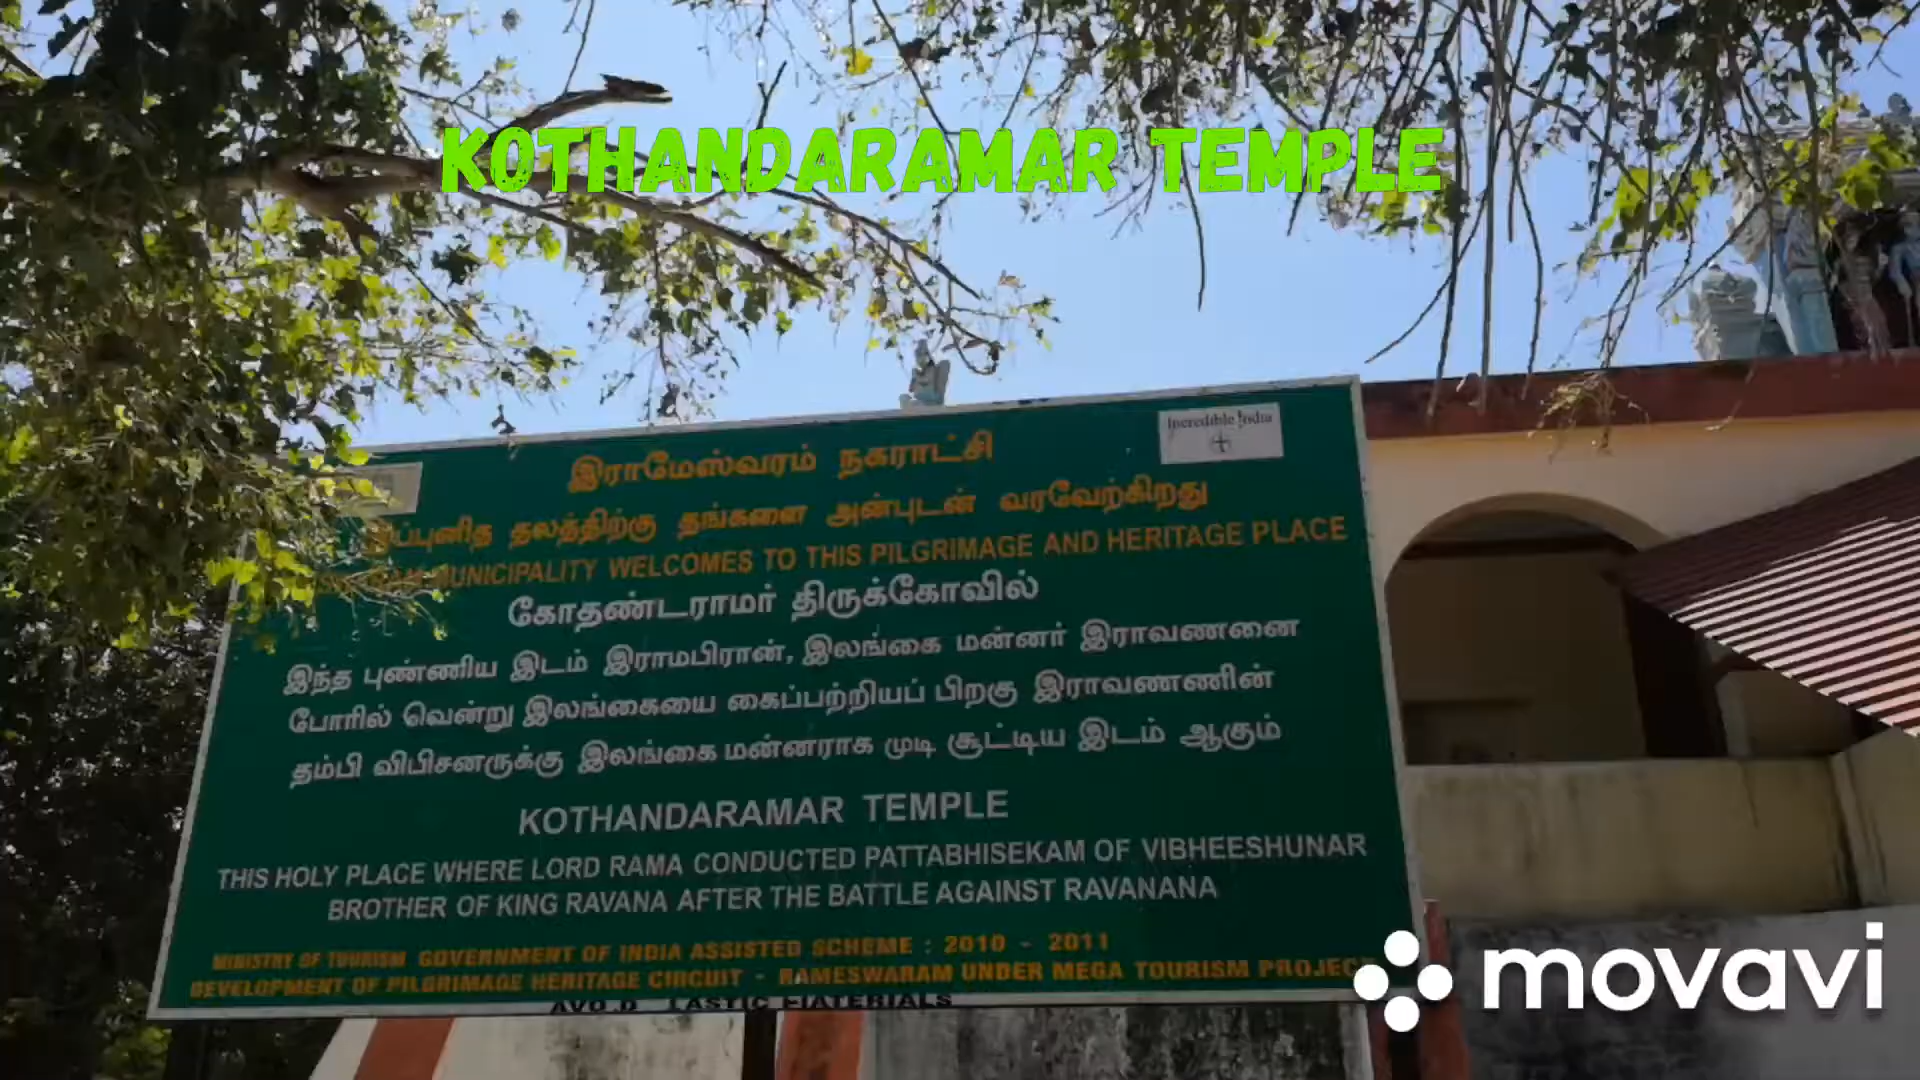 KOTHANDARAMAR TEMPLE
Incredible !ndia
இராமேஸ்வரம் நகராட்சி
இப்புனித தலத்திற்கு தங்களை அன்புடன் வரவேற்கிறது
MUNICIPALITY WELCOMES TO THIS PILGRIMAGE AND HERITAGE PLACE
கோதண்டராமர் திருக்கோவில்
இந்த புண்ணிய இடம் இராமபிரான், இலங்கை மன்னர் இராவணனை
போரில் வென்று இலங்கையை கைப்பற்றியப் பிறகு இராவணணின்
தம்பி விபிசனருக்கு இலங்கை மன்னராக முடி சூட்டிய இடம் ஆகும்
KOTHANDARAMAR TEMPLE
THIS HOLY PLACE WHERE LORD RAMA CONDUCTED PATTABHISEKAM OF VIBHEESHUNAR
BROTHER OF KING RAVANA AFTER THE BATTLE AGAINST RAVANANA
MINISTRY OF TOURISM GOVERNMENT OF INDIA ASSISTED SCHEME : 2010 - 2011
DEVELOPMENT OF PILGRIMAGE HERITAGE CIRCUIT - RAMESWARAM UNDER MEGA TOURISM PROJECT
movavi